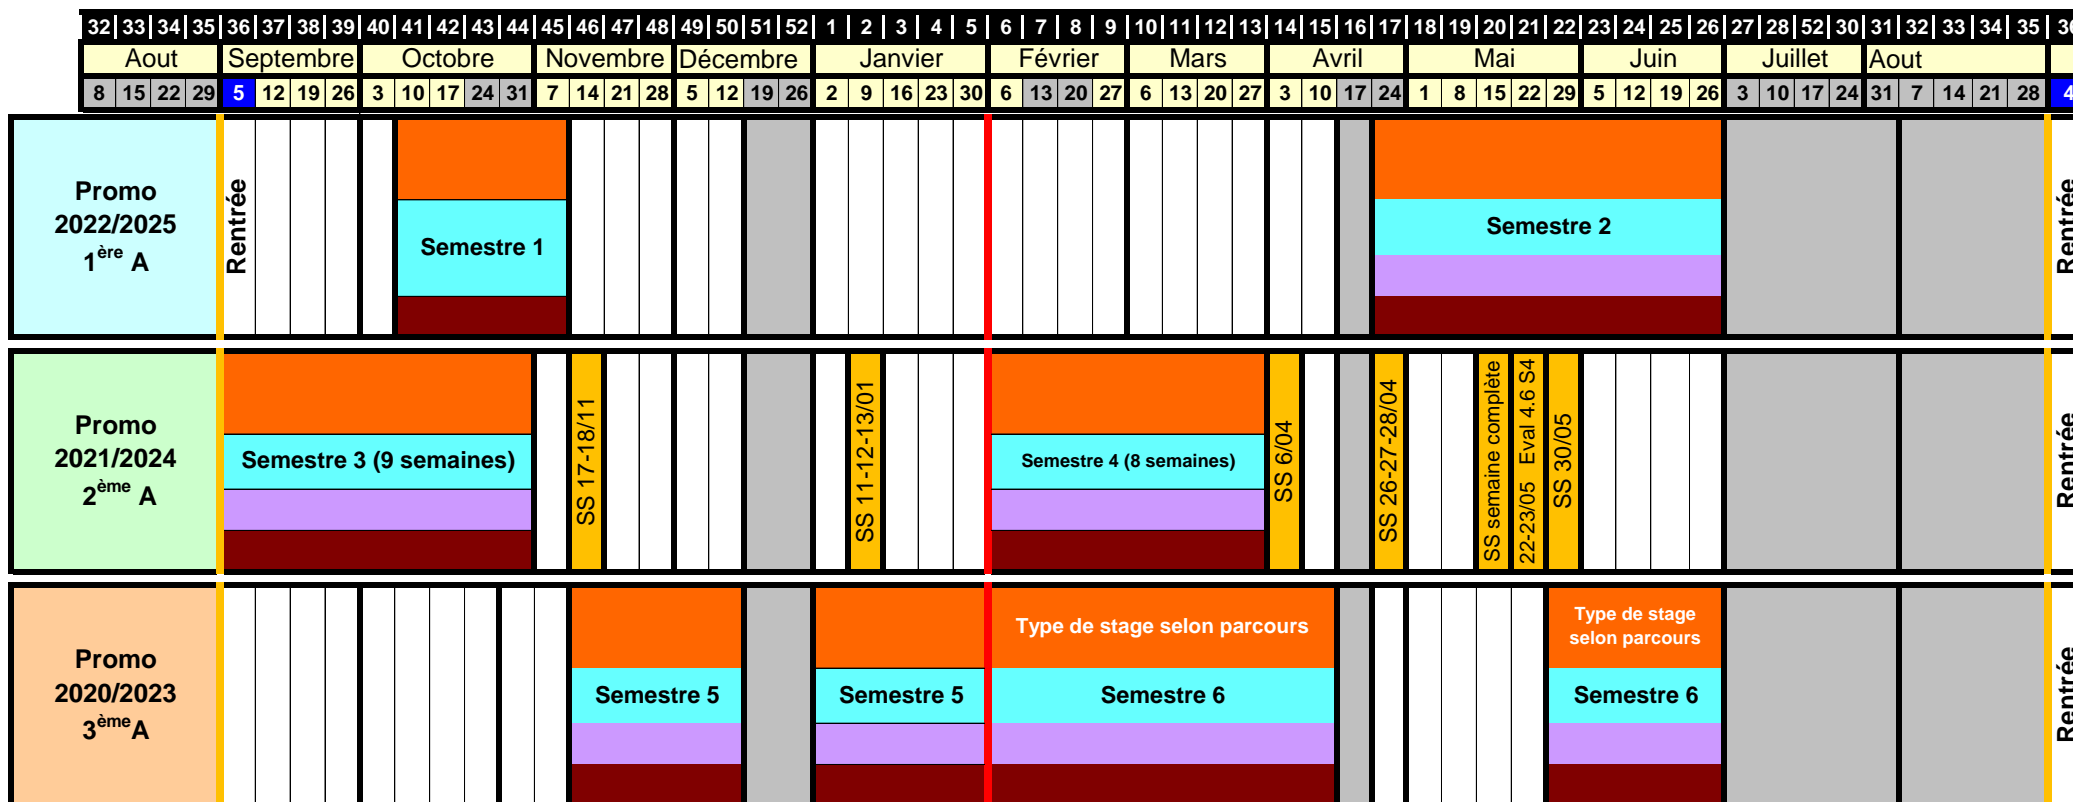 32 33 34 35 36 37 38 39 40 41 42 43 44 45 46 47 48 49 50 51 52 1 2 3 4 5 6 7 8 9 10 11 12 13 14 15 16 17 18 19 20 21 22 23 24 25 26 27 28 52 30 31 32 33 34 35 36
Aout Septembre Octobre Novembre Décembre Janvier Février Mars Avril Mai Juin Juillet Aout
8 15 22 29 5 12 19 26 3 10 17 24 31 7 14 21 28 5 12 19 26 2 9 16 23 30 6 13 20 27 6 13 20 27 3 10 17 24 1 8 15 22 29 5 12 19 26 3 10 17 24 31 7 14 21 28 4
Promo
2022/2025
1ère A
Rentrée
Semestre 1
Semestre 2
Rentrée
Promo
2021/2024
2ème A
Semestre 3 (9 semaines)
SS 17-18/11
SS 11-12-13/01
Semestre 4 (8 semaines)
SS 6/04
SS 26-27-28/04
SS semaine complète
22-23/05 Eval 4.6 S4
SS 30/05
Rentrée
Promo
2020/2023
3ème A
Semestre 5
Semestre 5
Type de stage selon parcours
Semestre 6
Type de stage
selon parcours
Semestre 6
Rentrée